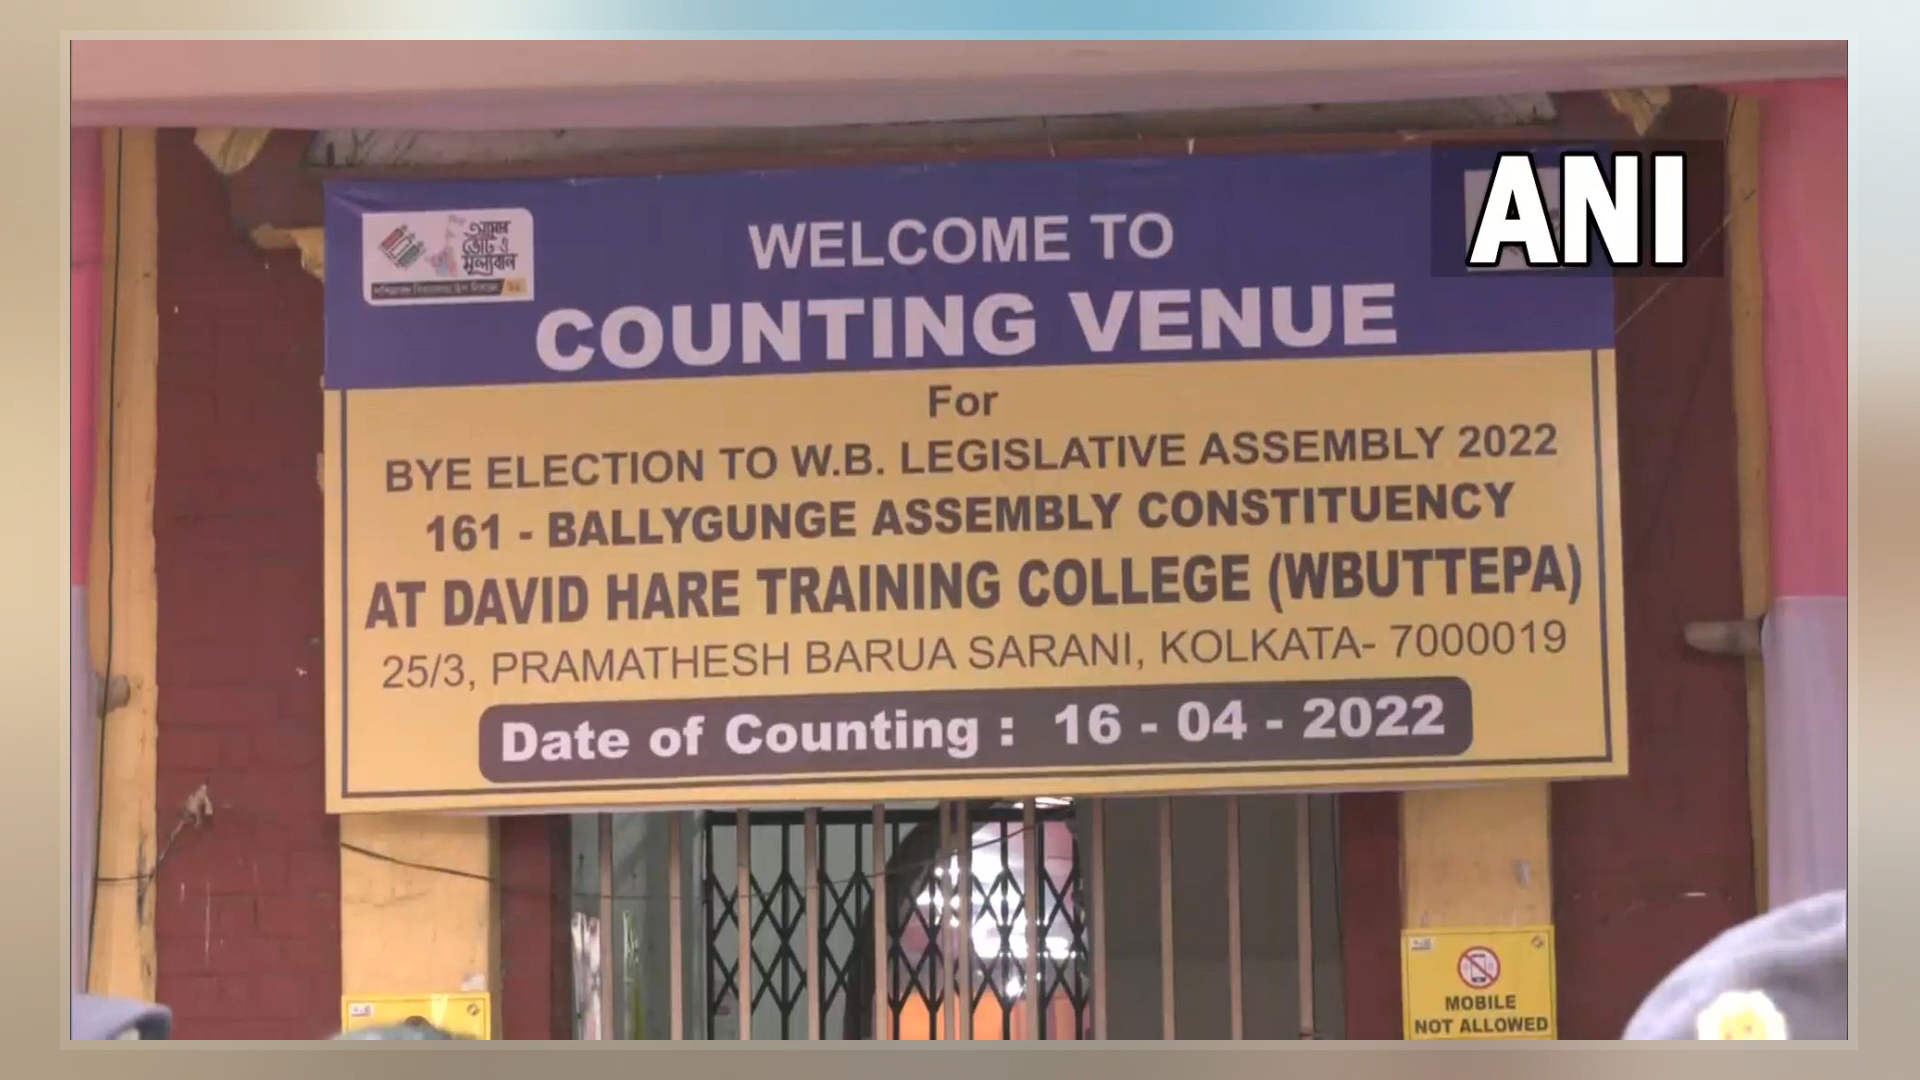 আমার
ভোট এ
মূল্যবান
ANI
WELCOME TO
COUNTING VENUE
For
BYE ELECTION TO W.B. LEGISLATIVE ASSEMBLY 2022
161 - BALLYGUNGE ASSEMBLY CONSTITUENCY
AT DAVID HARE TRAINING COLLEGE (WBUTTEPA)
25/3, PRAMATHESH BARUA SARANI, KOLKATA- 7000019
Date of Counting : 16 - 04 - 2022
MOBILE
NOT ALLOWED